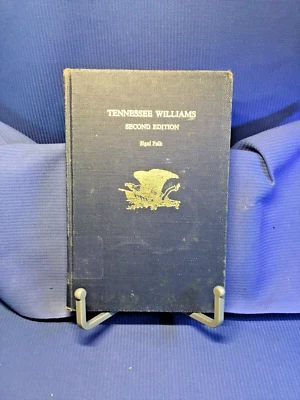 TENNESSEE WILLIAMS
SECOND EDITION
Signi Falk